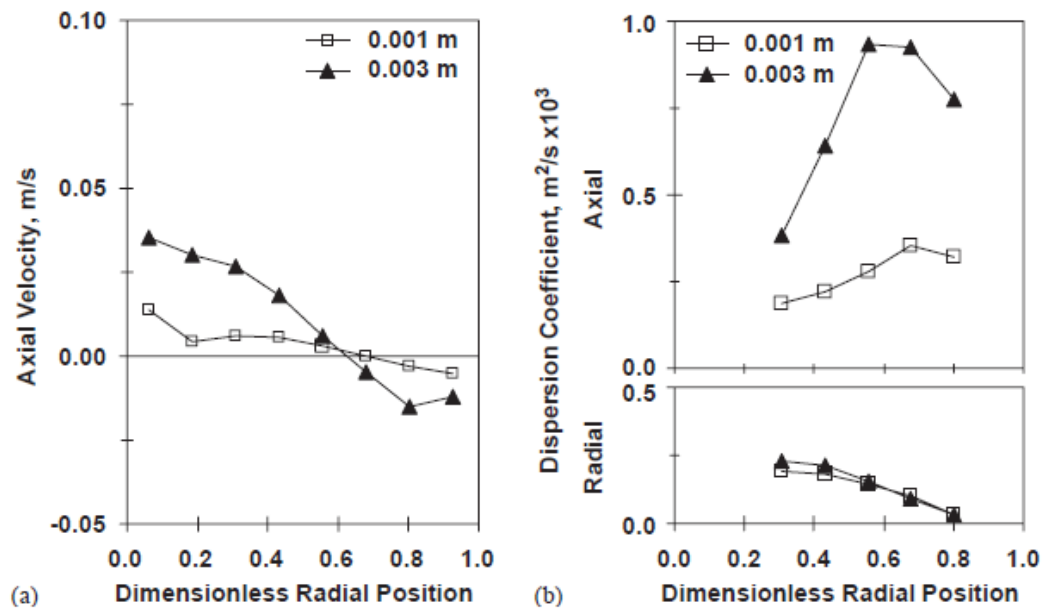 0.10
0.05
0.00
-0.05
Axial Velocity, m/s
0.001 m
0.003 m
0.0 0.2 0.4 0.6 0.8 1.0
(a) Dimensionless Radial Position
Dispersion Coefficient, m²/s x10³
Axial
1.0
0.5
0.0
0.001 m
0.003 m
Radial
0.5
0.0
0.0 0.2 0.4 0.6 0.8 1.0
(b) Dimensionless Radial Position